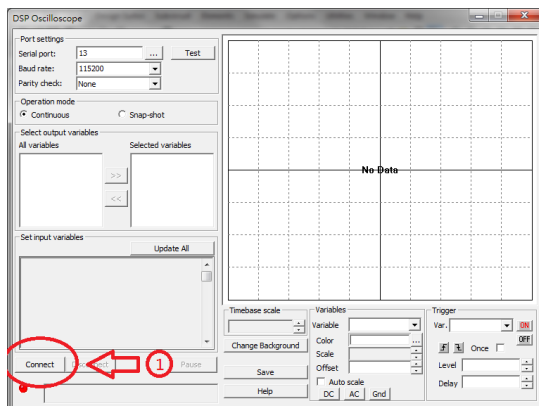 DSP Oscilloscope
Port settings
Serial port: 13 ... Test
Baud rate: 115200
Parity check: None
Operation mode
Continuous Snap-shot
Select output variables
All variables Selected variables
>>
<<
Set input variables
Update All
No Data
Connect Disconnect 1 Pause
Timebase scale
Change Background
Save
Help
Variables
Variable
Color ...
Scale
Offset
Auto scale
DC AC Gnd
Trigger
Var. ON
OFF
Once
Level
Delay